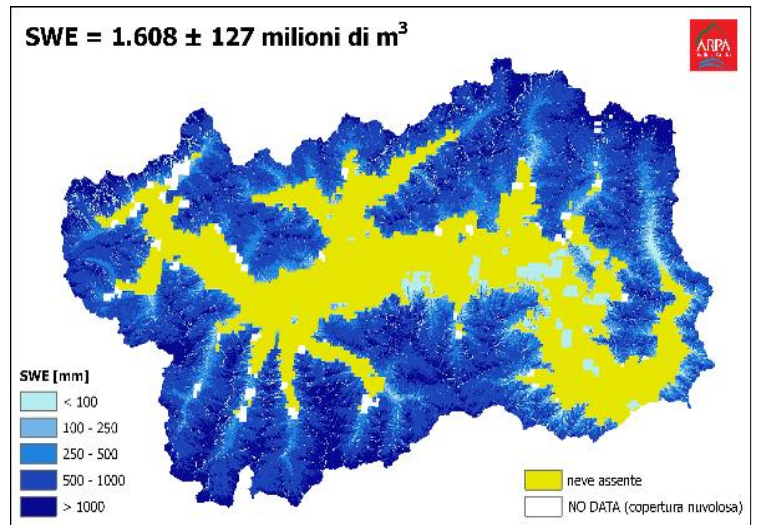 SWE = 1.608 ± 127 milioni di m³
ARPA
SWE [mm]
< 100
100 - 250
250 - 500
500 - 1000
> 1000
neve assente
NO DATA (copertura nuvolosa)